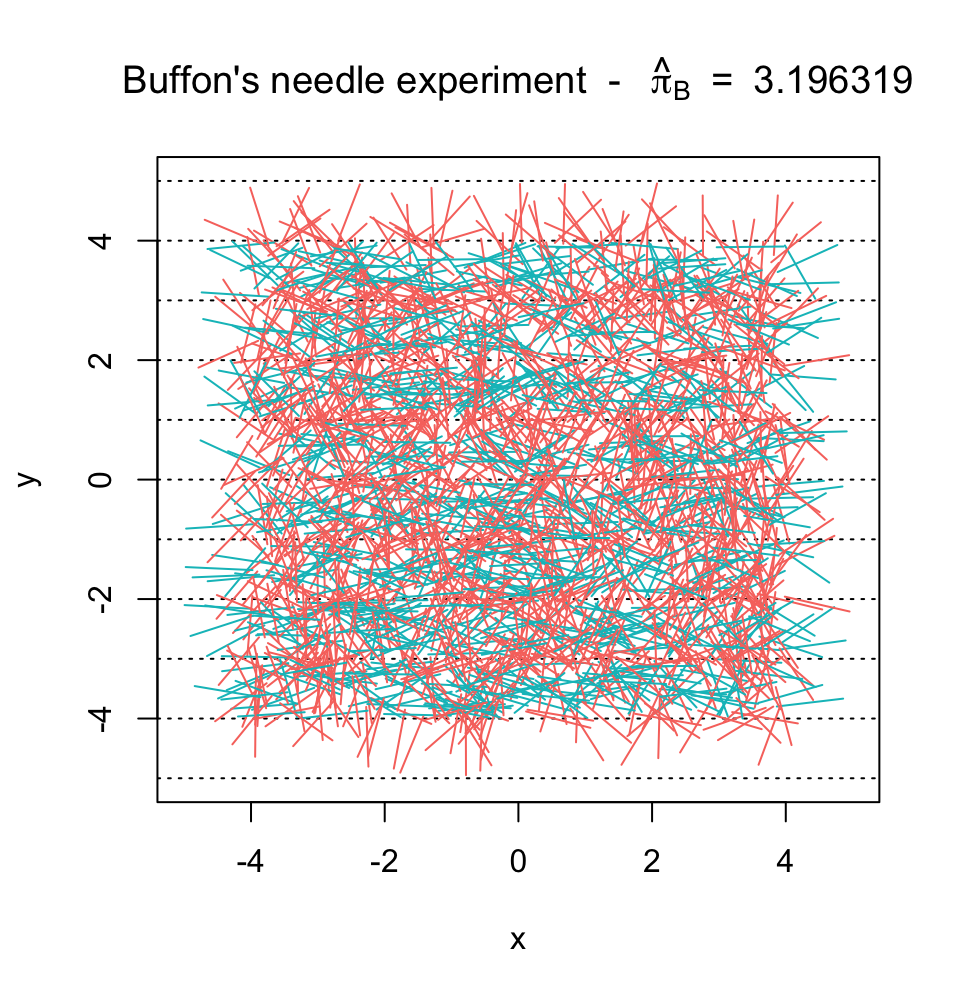 Buffon's needle experiment - π̂B = 3.196319
4
2
0
-2
-4
y
-4 -2 0 2 4
x